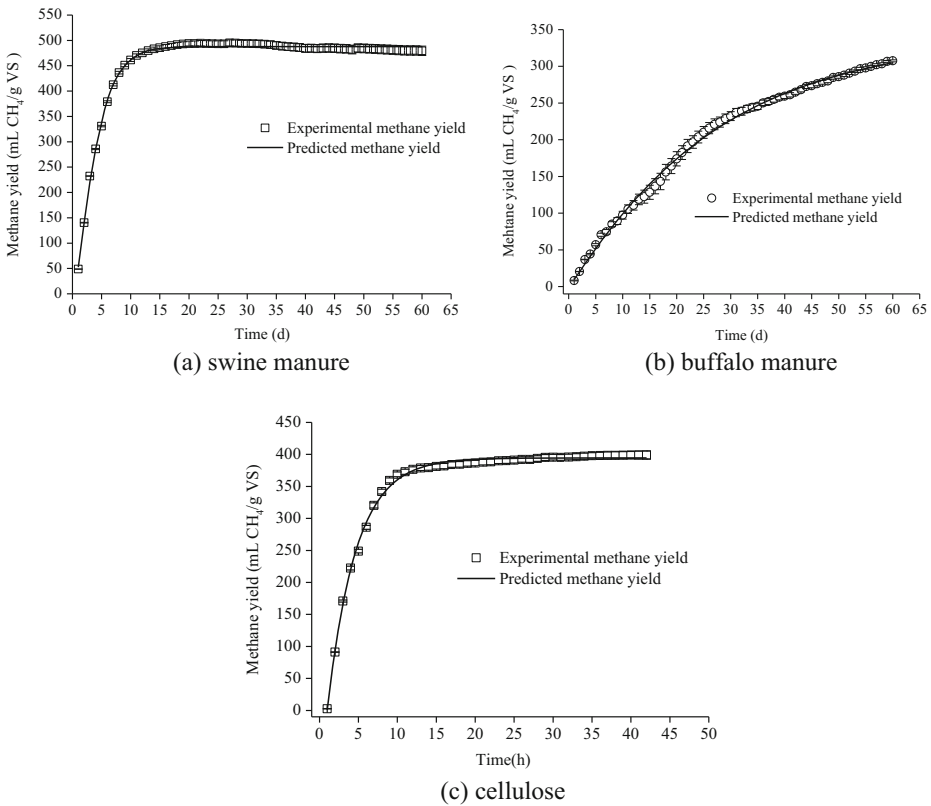 550
500
450
400
350
300
250
200
150
100
50
0
Methane yield (mL CH₄/g VS )
Experimental methane yield
Predicted methane yield
0 5 10 15 20 25 30 35 40 45 50 55 60 65
Time (d)
(a) swine manure
350
300
250
200
150
100
50
0
Mehtane yield (mL CH₄/g VS)
Experimental methane yield
Predicted methane yield
0 5 10 15 20 25 30 35 40 45 50 55 60 65
Time (d)
(b) buffalo manure
450
400
350
300
250
200
150
100
50
0
Methane yield (mL CH₄/g VS)
Experimental methane yield
Predicted methane yield
0 5 10 15 20 25 30 35 40 45 50
Time(h)
(c) cellulose